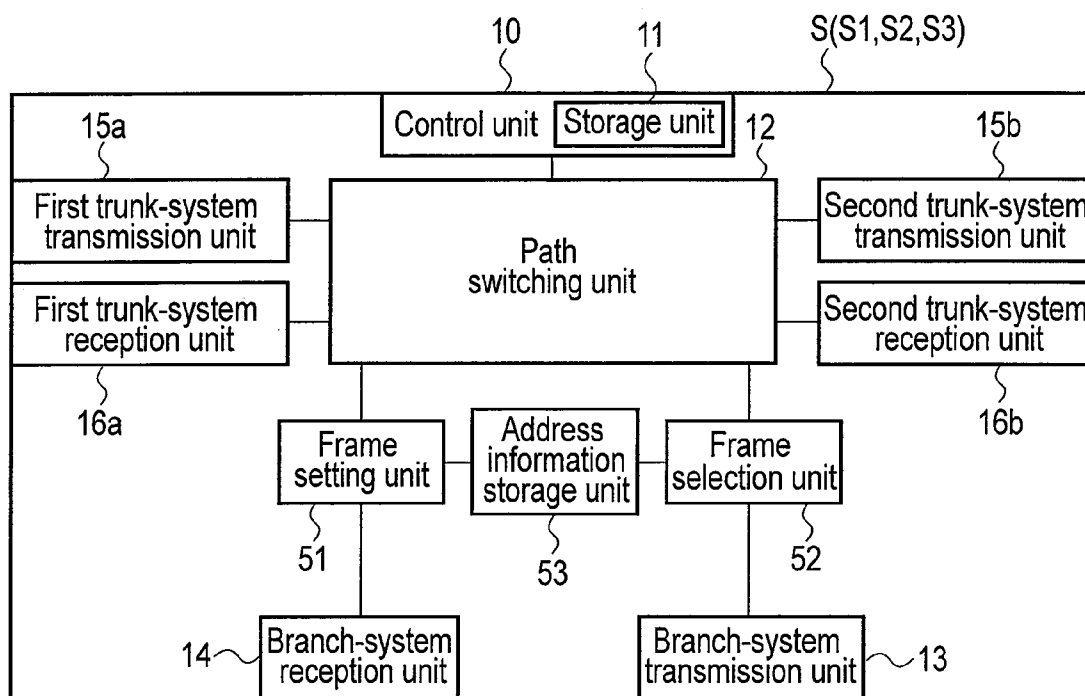 10
11
S(S1,S2,S3)
Control unit
Storage unit
15a
12
15b
First trunk-system
transmission unit
Path
switching unit
Second trunk-system
transmission unit
First trunk-system
reception unit
Second trunk-system
reception unit
16a
16b
Frame
setting unit
Address
information
storage unit
Frame
selection unit
51
53
52
14
Branch-system
reception unit
Branch-system
transmission unit
13